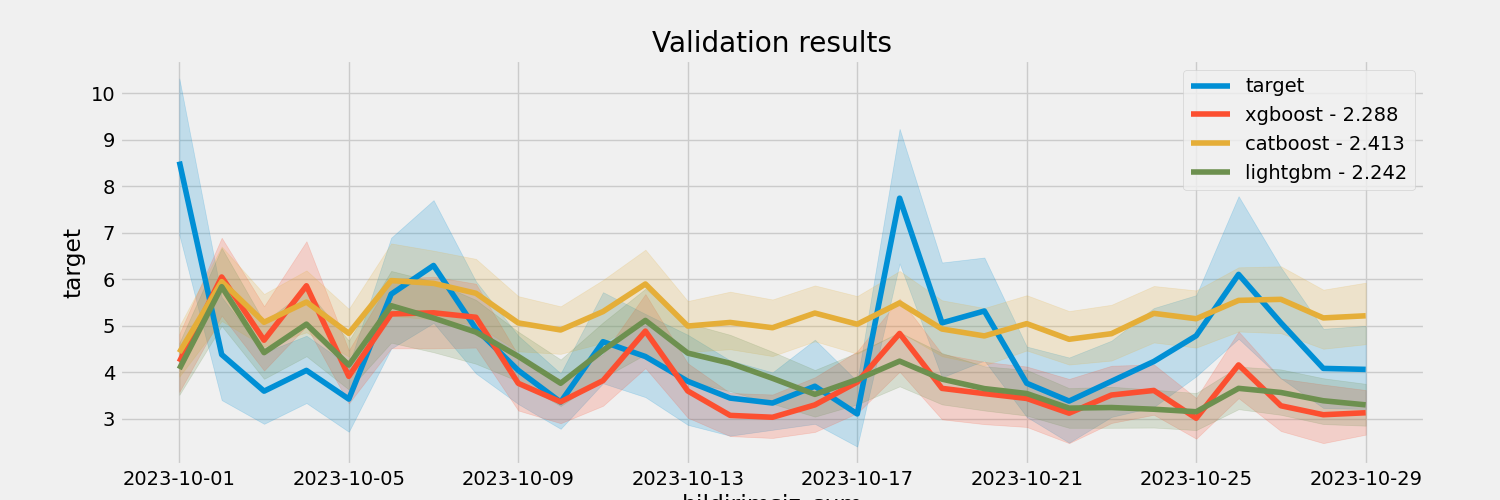 Validation results
target
10
9
8
7
6
5
4
3
target
xgboost - 2.288
catboost - 2.413
lightgbm - 2.242
2023-10-01 2023-10-05 2023-10-09 2023-10-13 2023-10-17 2023-10-21 2023-10-25 2023-10-29
bildirimsiz_sum